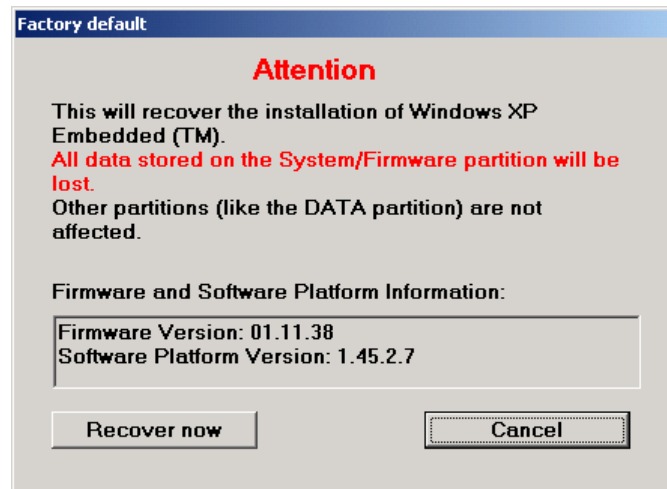 Factory default
Attention
This will recover the installation of Windows XP
Embedded (TM).
All data stored on the System/Firmware partition will be
lost.
Other partitions (like the DATA partition) are not
affected.
Firmware and Software Platform Information:
Firmware Version: 01.11.38
Software Platform Version: 1.45.2.7
Recover now
Cancel